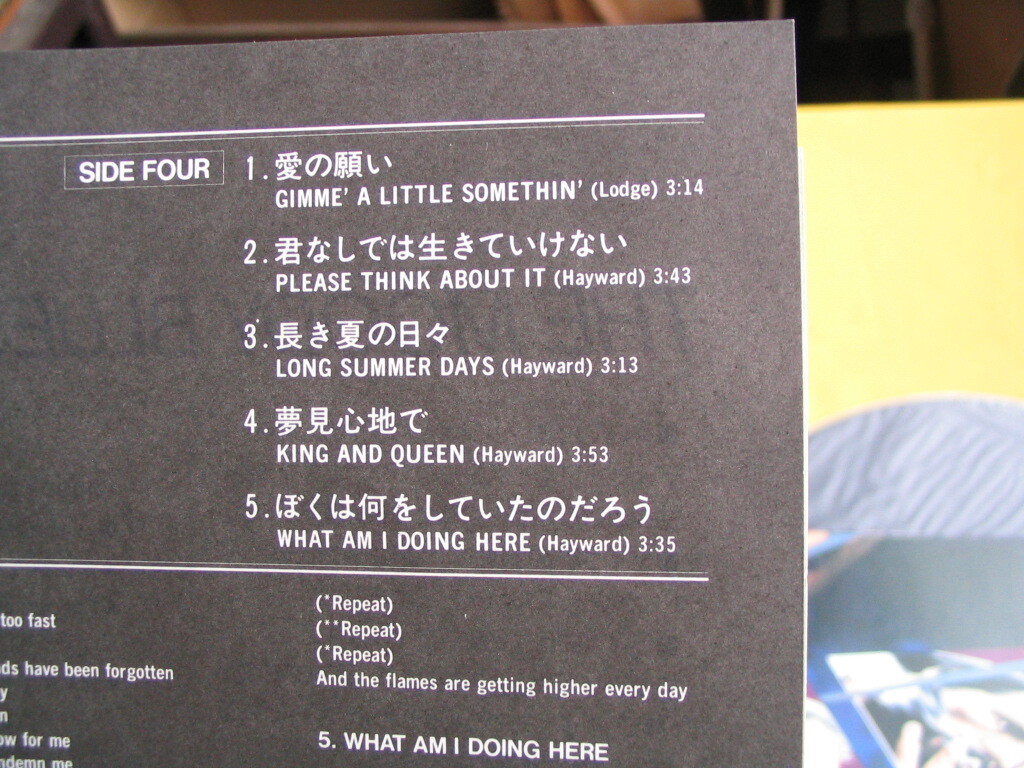 SIDE FOUR
1. 愛の願い
GIMME' A LITTLE SOMETHIN' (Lodge) 3:14
2. 君なしでは生きていけない
PLEASE THINK ABOUT IT (Hayward) 3:43
3. 長き夏の日々
LONG SUMMER DAYS (Hayward) 3:13
4. 夢見心地で
KING AND QUEEN (Hayward) 3:53
5. ぼくは何をしていたのだろう
WHAT AM I DOING HERE (Hayward) 3:35
too fast
have been forgotten
for me
me
(*Repeat)
(**Repeat)
(*Repeat)
And the flames are getting higher every day
5. WHAT AM I DOING HERE